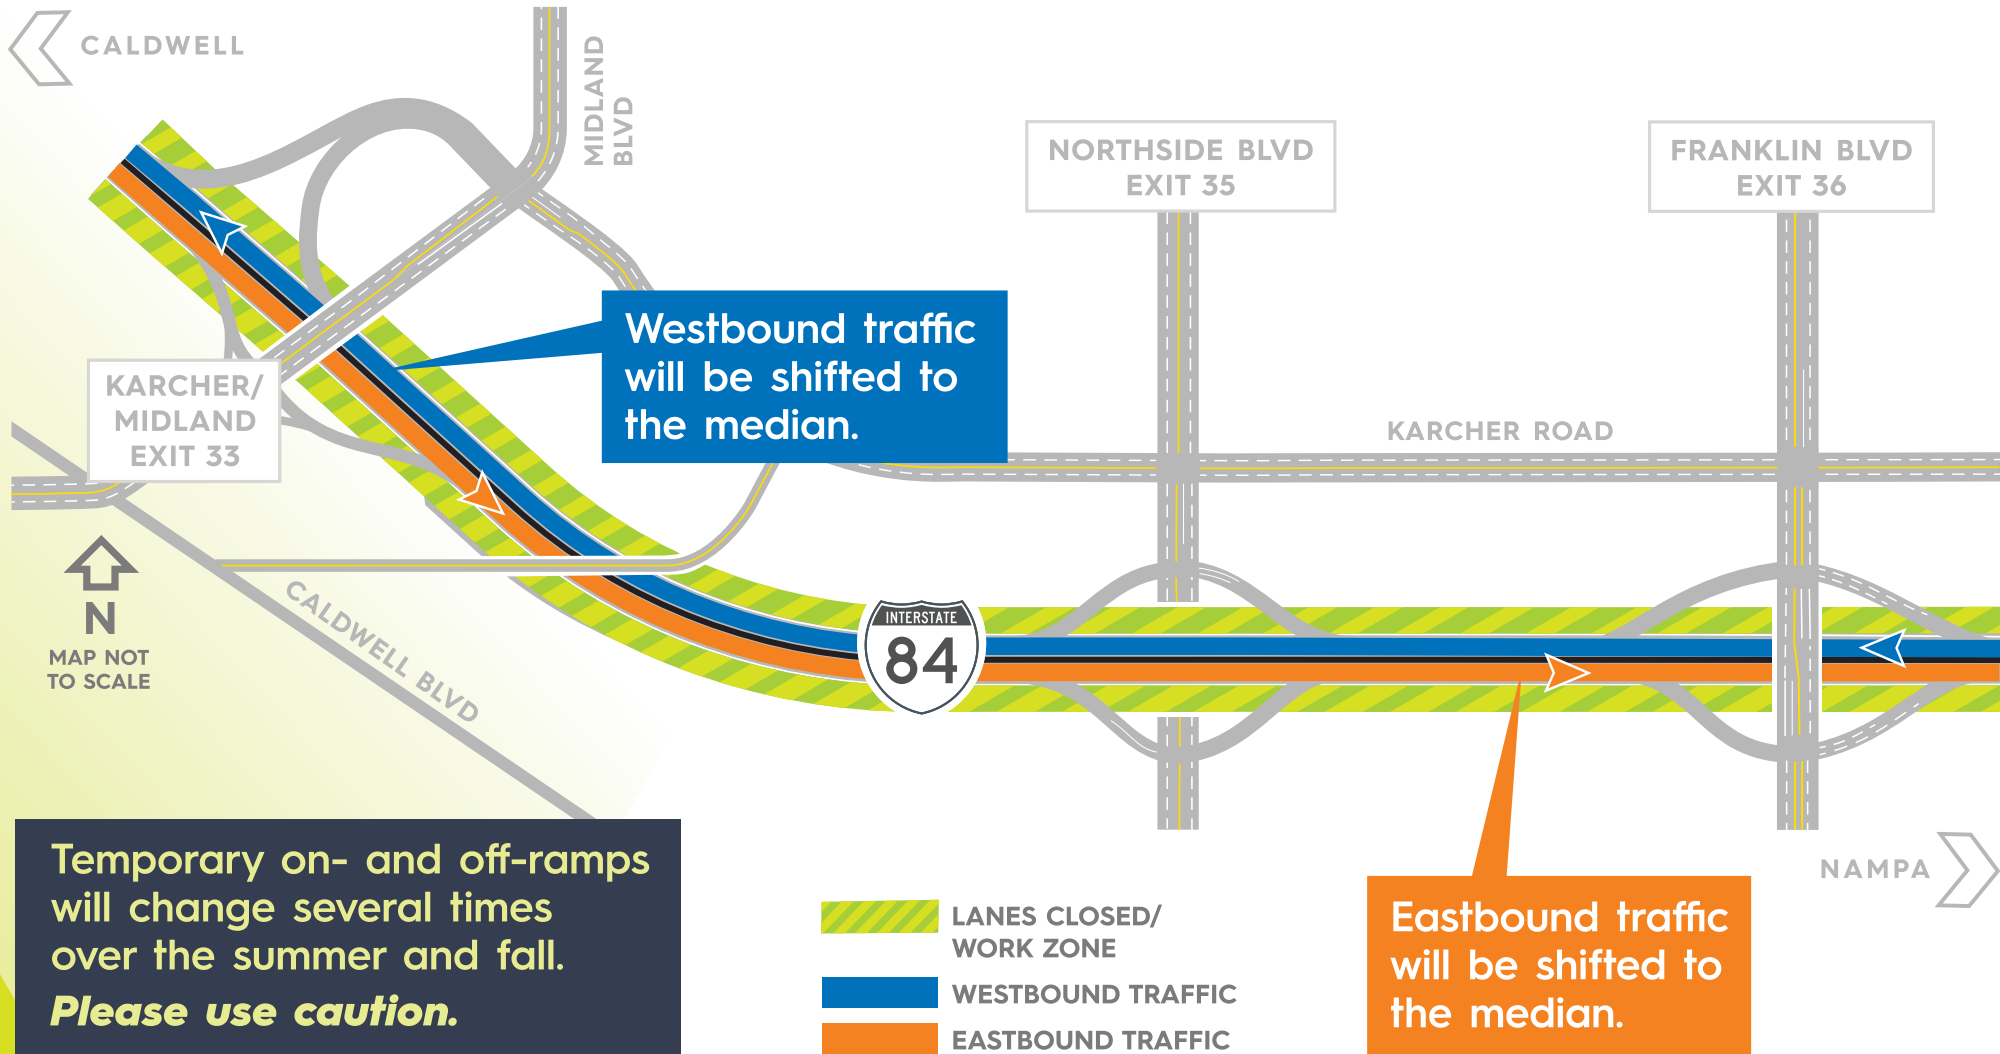 CALDWELL
MIDLAND
BLVD
NORTHSIDE BLVD
EXIT 35
FRANKLIN BLVD
EXIT 36
Westbound traffic
will be shifted to
the median.
KARCHER/
MIDLAND
EXIT 33
KARCHER ROAD
N
MAP NOT
TO SCALE
CALDWELL BLVD
INTERSTATE
84
Temporary on- and off-ramps
will change several times
over the summer and fall.
Please use caution.
LANES CLOSED/
WORK ZONE
WESTBOUND TRAFFIC
EASTBOUND TRAFFIC
Eastbound traffic
will be shifted to
the median.
NAMPA